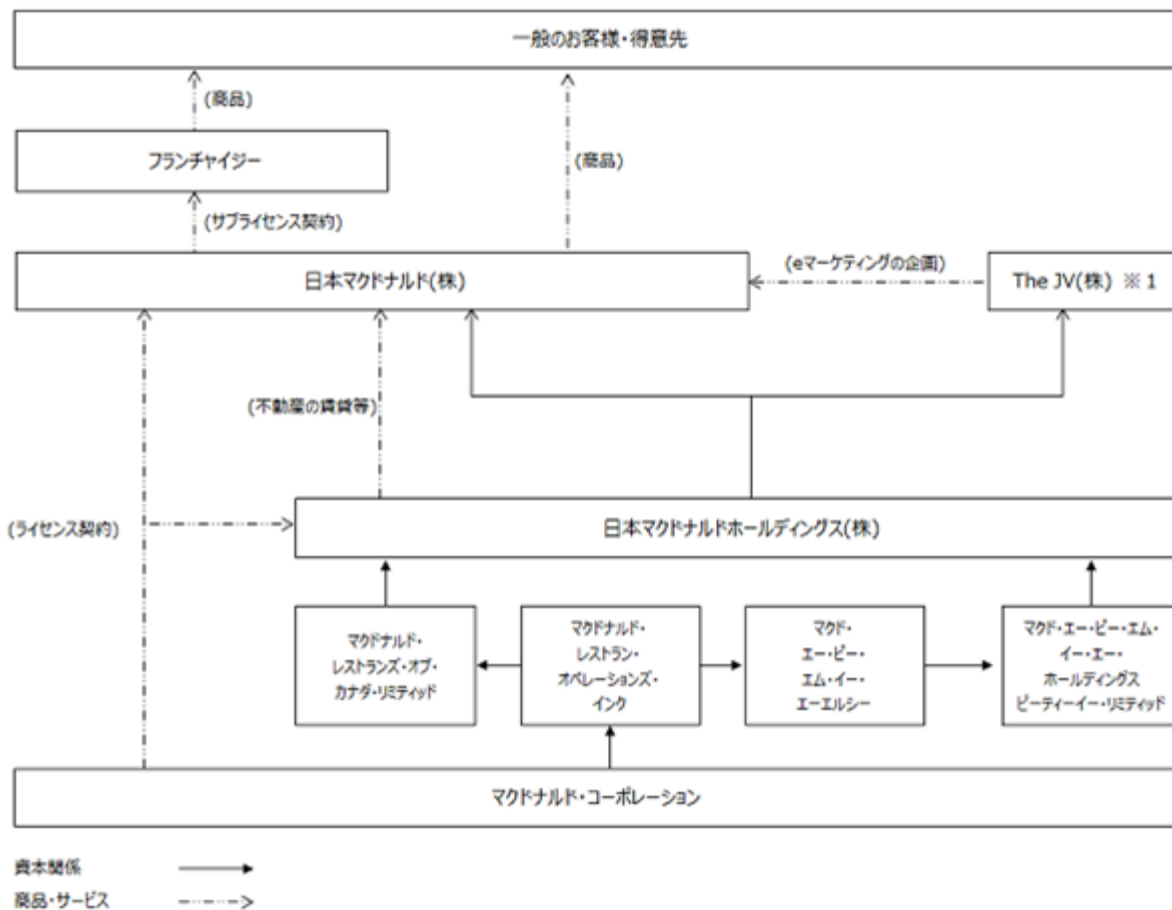 一般のお客様・得意先
(商品)
フランチャイジー
(商品)
(サブライセンス契約)
(eマーケティングの企画)
日本マクドナルド(株)
The JV(株) ※1
(不動産の賃貸等)
(ライセンス契約)
日本マクドナルドホールディングス(株)
マクドナルド・
レストランズ・オブ・
カナダ・リミティッド
マクドナルド・
レストラン・
オペレーションズ・
インク
マクド・
エー・ピー・
エム・イー・
エーエルシー
マクド・エー・ピー・エム・
イー・エー・
ホールディングス
ピーティーイー・リミティッド
マクドナルド・コーポレーション
資本関係
商品・サービス